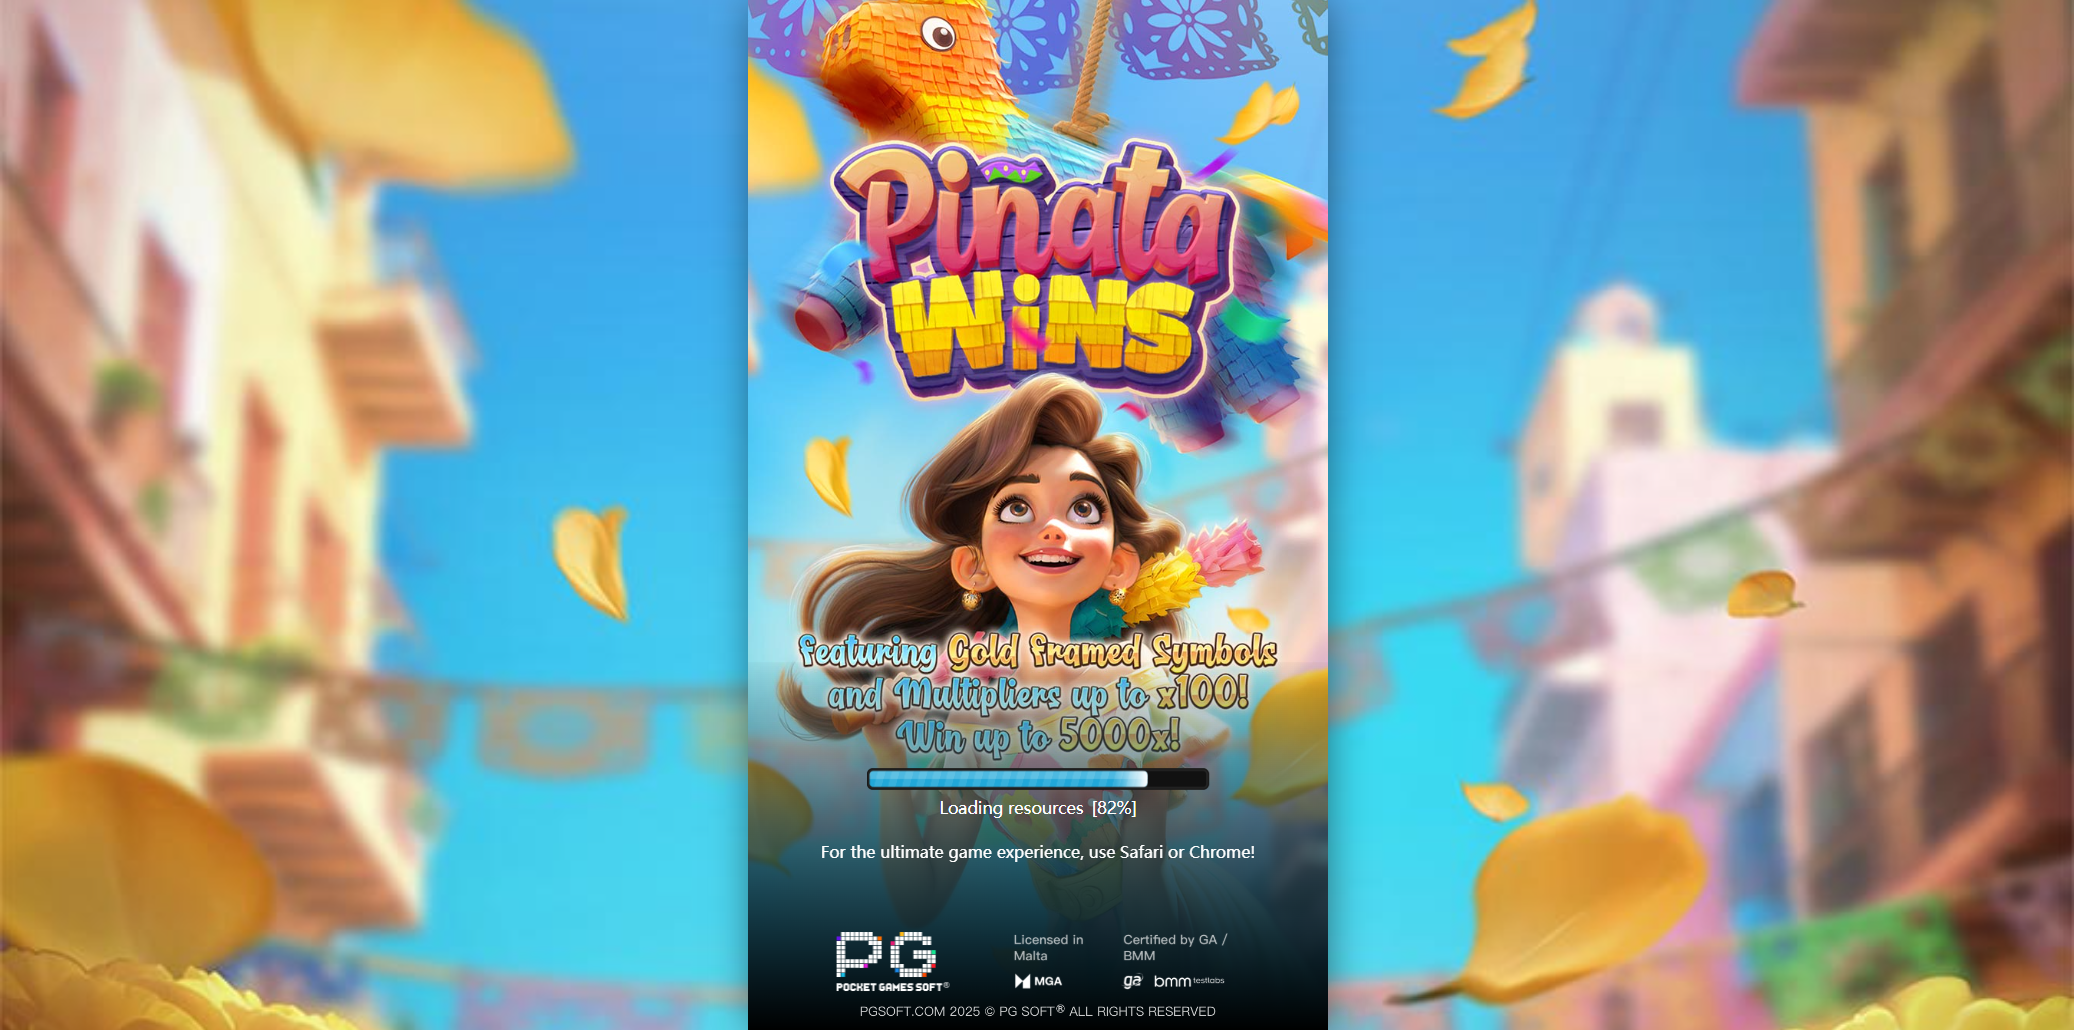 Pinata
WiNS
Featuring Gold Framed Symbols
and Multipliers up to x100!
Win up to 5000x!
Loading resources [82%]
For the ultimate game experience, use Safari or Chrome!
PG
POCKET GAMES SOFT®
Licensed in
Malta
MGA
Certified by GA /
BMM
ga bmm testlabs
PGSOFT.COM 2025 © PG SOFT® ALL RIGHTS RESERVED